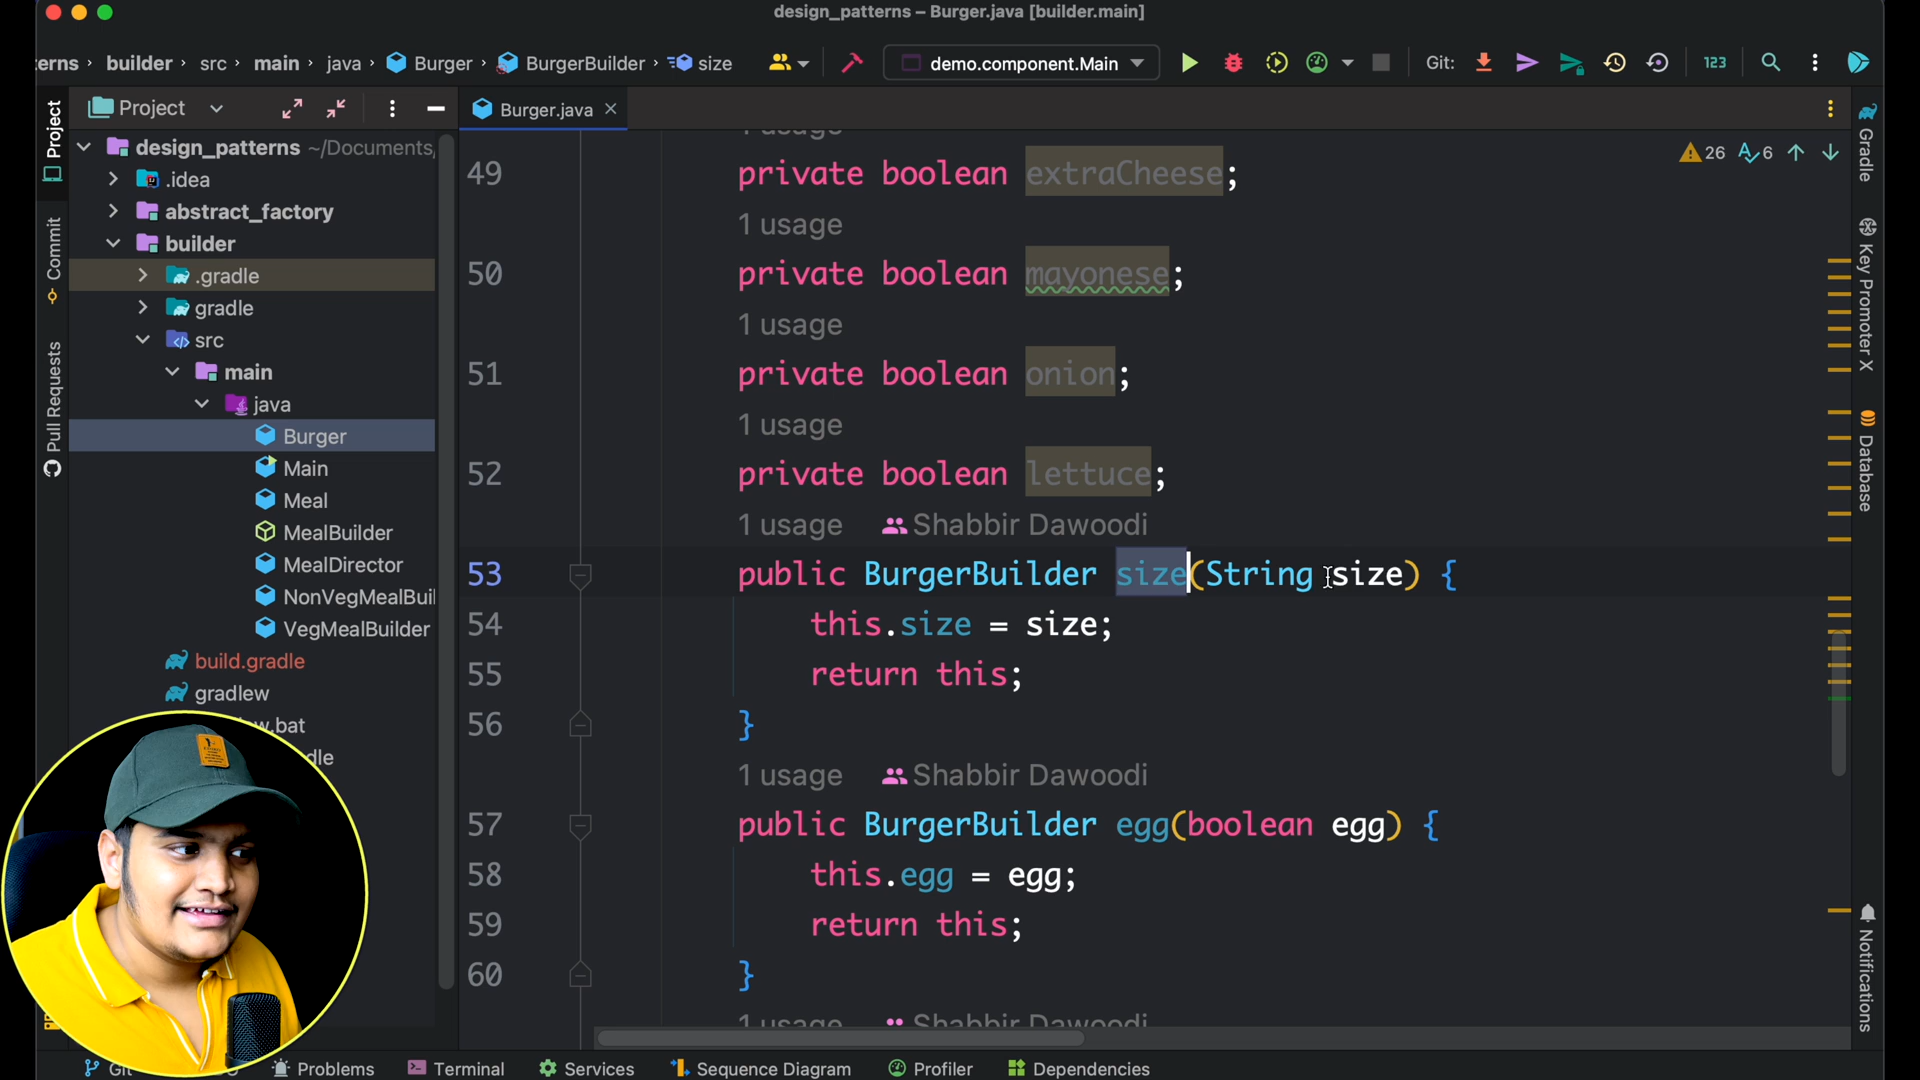 design_patterns – Burger.java [builder.main]
erns › builder › src › main › java › Burger › BurgerBuilder › size
demo.component.Main
Git:
123
Project
Burger.java
Project
Commit
Pull Requests
design_patterns ~/Documents/
.idea
abstract_factory
builder
.gradle
gradle
src
main
java
Burger
Main
Meal
MealBuilder
MealDirector
NonVegMealBuil
VegMealBuilder
build.gradle
gradlew
.bat
26 6
49 private boolean extraCheese;
1 usage
50 private boolean mayonese;
1 usage
51 private boolean onion;
1 usage
52 private boolean lettuce;
1 usage Shabbir Dawoodi
53 public BurgerBuilder size(String size) {
54 this.size = size;
55 return this;
56 }
1 usage Shabbir Dawoodi
57 public BurgerBuilder egg(boolean egg) {
58 this.egg = egg;
59 return this;
60 }
1 usage Shabbir Dawoodi
Gradle
Key Promoter X
Database
Notifications
Git
Problems
Terminal
Services
Sequence Diagram
Profiler
Dependencies